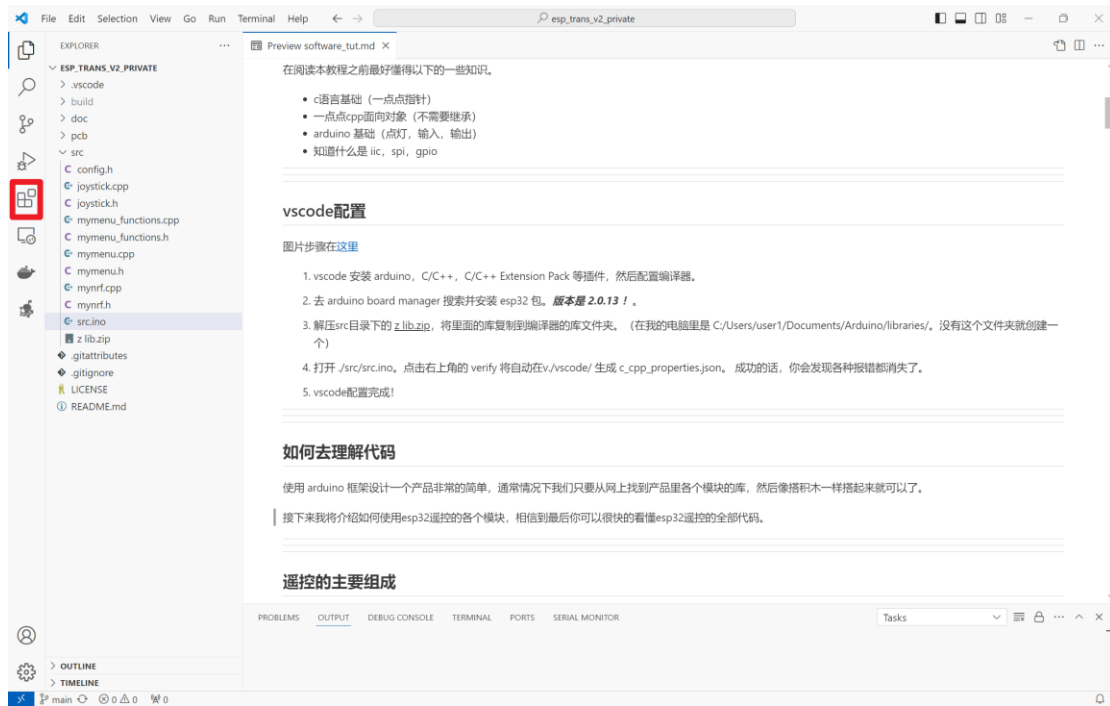 File Edit Selection View Go Run Terminal Help
esp_trans_v2_private
EXPLORER
ESP_TRANS_V2_PRIVATE
.vscode
build
doc
pcb
src
config.h
joystick.cpp
joystick.h
mymenu_functions.cpp
mymenu_functions.h
mymenu.cpp
mymenu.h
mynrf.cpp
mynrf.h
src.ino
z lib.zip
.gitattributes
.gitignore
LICENSE
README.md
OUTLINE
TIMELINE
Preview software_tut.md
在阅读本教程之前最好懂得以下的一些知识。
• c语言基础（一点点指针）
• 一点点cpp面向对象（不需要继承）
• arduino 基础（点灯，输入，输出）
• 知道什么是 iic，spi，gpio
vscode配置
图片步骤在这里
1. vscode 安装 arduino，C/C++，C/C++ Extension Pack 等插件，然后配置编译器。
2. 去 arduino board manager 搜索并安装 esp32 包。版本是 2.0.13！。
3. 解压src目录下的 z lib.zip，将里面的库复制到编译器的库文件夹。（在我的电脑里是 C:/Users/user1/Documents/Arduino/libraries/。没有这个文件夹就创建一
个）
4. 打开 ./src/src.ino。点击右上角的 verify 将自动在v./vscode/ 生成 c_cpp_properties.json。 成功的话，你会发现各种报错都消失了。
5. vscode配置完成！
如何去理解代码
使用 arduino 框架设计一个产品非常的简单，通常情况下我们只要从网上找到产品里各个模块的库，然后像搭积木一样搭起来就可以了。
接下来我将介绍如何使用esp32遥控的各个模块，相信到最后你可以很快的看懂esp32遥控的全部代码。
遥控的主要组成
PROBLEMS OUTPUT DEBUG CONSOLE TERMINAL PORTS SERIAL MONITOR
Tasks
main 0 0 0